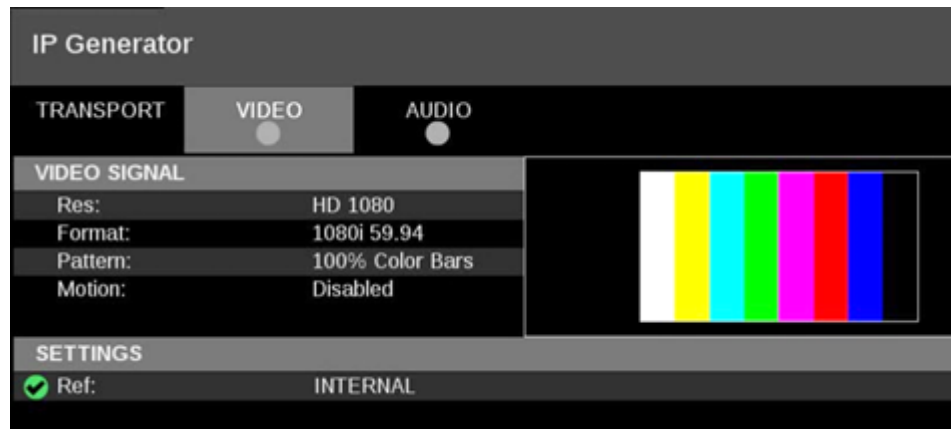 IP Generator
TRANSPORT VIDEO AUDIO
VIDEO SIGNAL
Res: HD 1080
Format: 1080i 59.94
Pattern: 100% Color Bars
Motion: Disabled
SETTINGS
Ref: INTERNAL